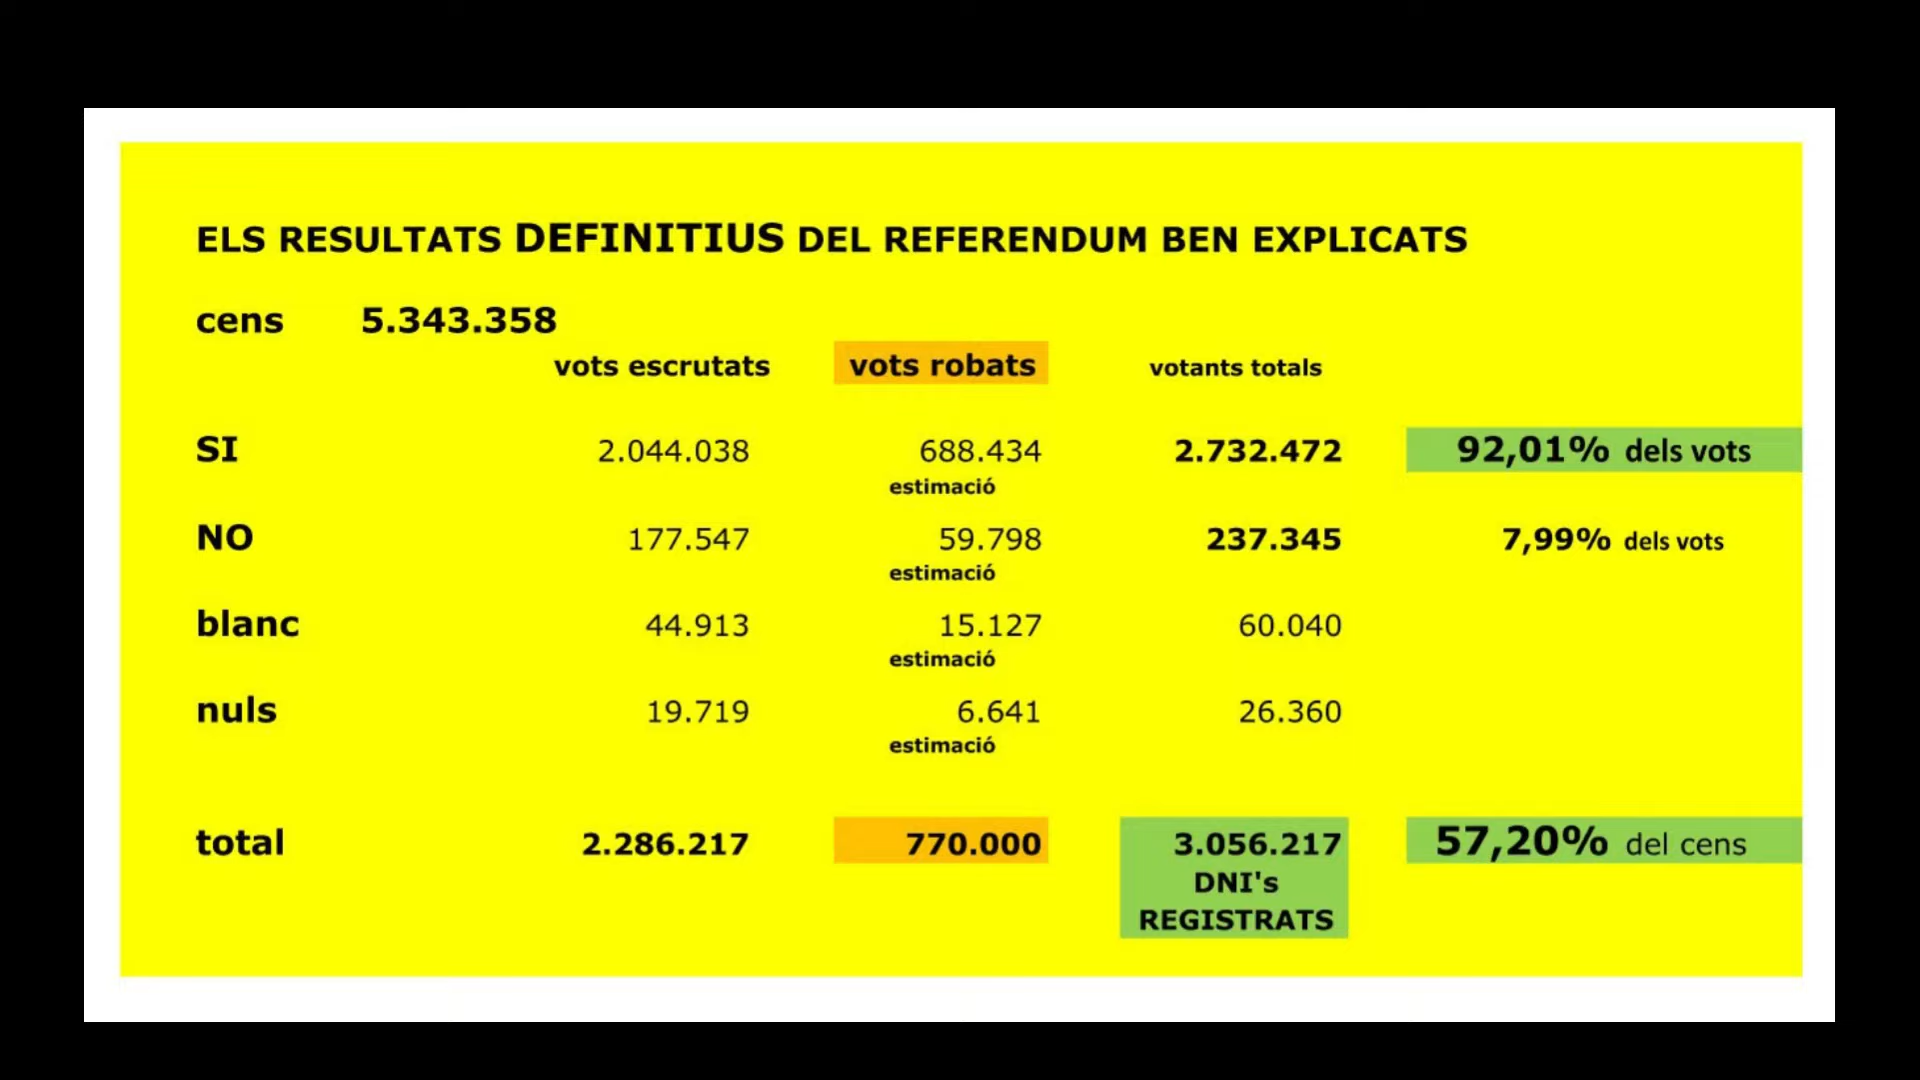 ELS RESULTATS DEFINITIUS DEL REFERENDUM BEN EXPLICATS
cens 5.343.358
vots escrutats vots robats votants totals
SI 2.044.038 688.434 2.732.472 92,01% dels vots
estimació
NO 177.547 59.798 237.345 7,99% dels vots
estimació
blanc 44.913 15.127 60.040
estimació
nuls 19.719 6.641 26.360
estimació
total 2.286.217 770.000 3.056.217 57,20% del cens
DNI's
REGISTRATS